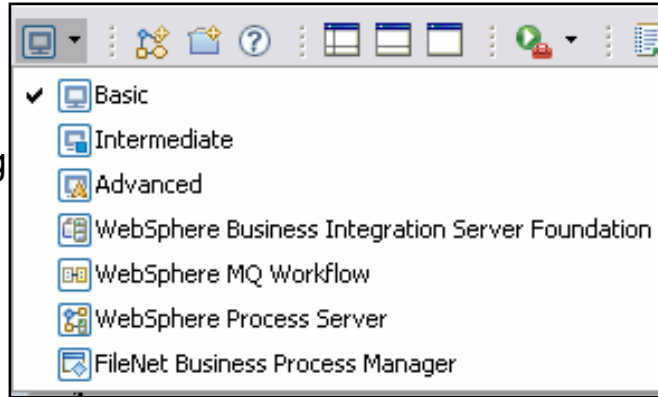 Basic
Intermediate
Advanced
WebSphere Business Integration Server Foundation
WebSphere MQ Workflow
WebSphere Process Server
FileNet Business Process Manager